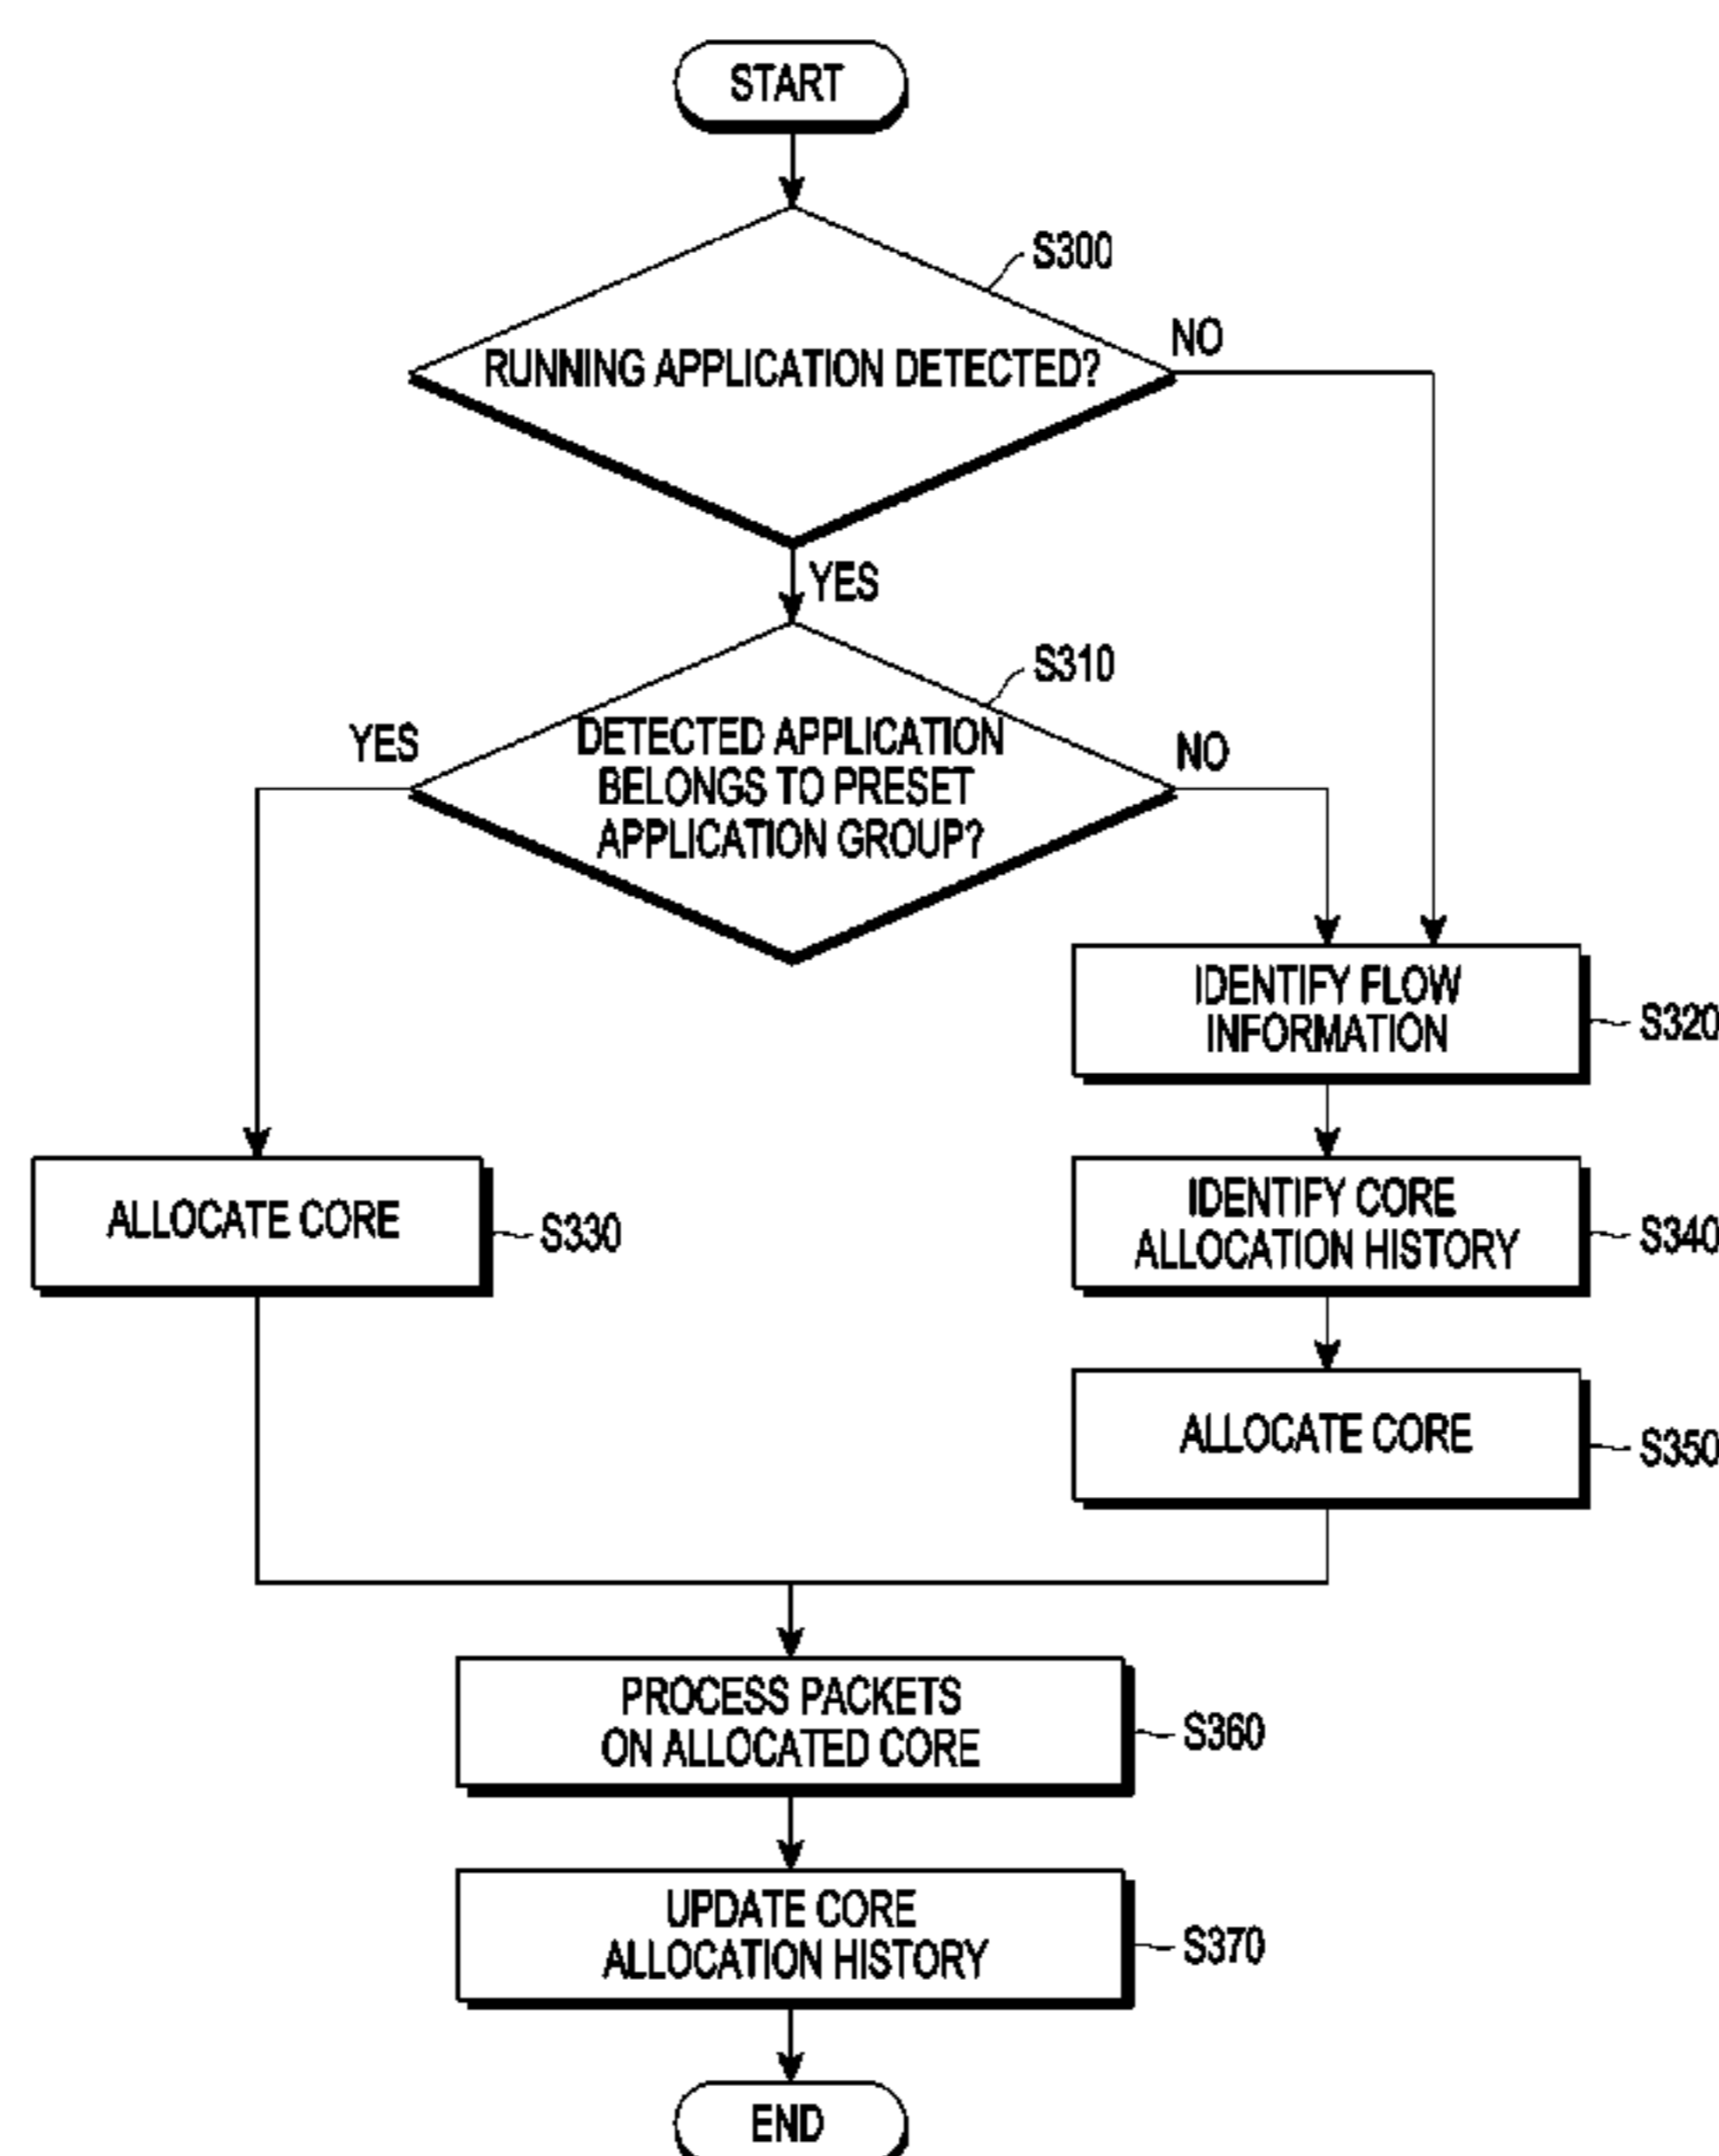 START
S300
NO
RUNNING APPLICATION DETECTED?
YES
S310
YES
DETECTED APPLICATION
BELONGS TO PRESET
APPLICATION GROUP?
NO
IDENTIFY FLOW
INFORMATION
S320
ALLOCATE CORE
S330
IDENTIFY CORE
ALLOCATION HISTORY
S340
ALLOCATE CORE
S350
PROCESS PACKETS
ON ALLOCATED CORE
S360
UPDATE CORE
ALLOCATION HISTORY
S370
END